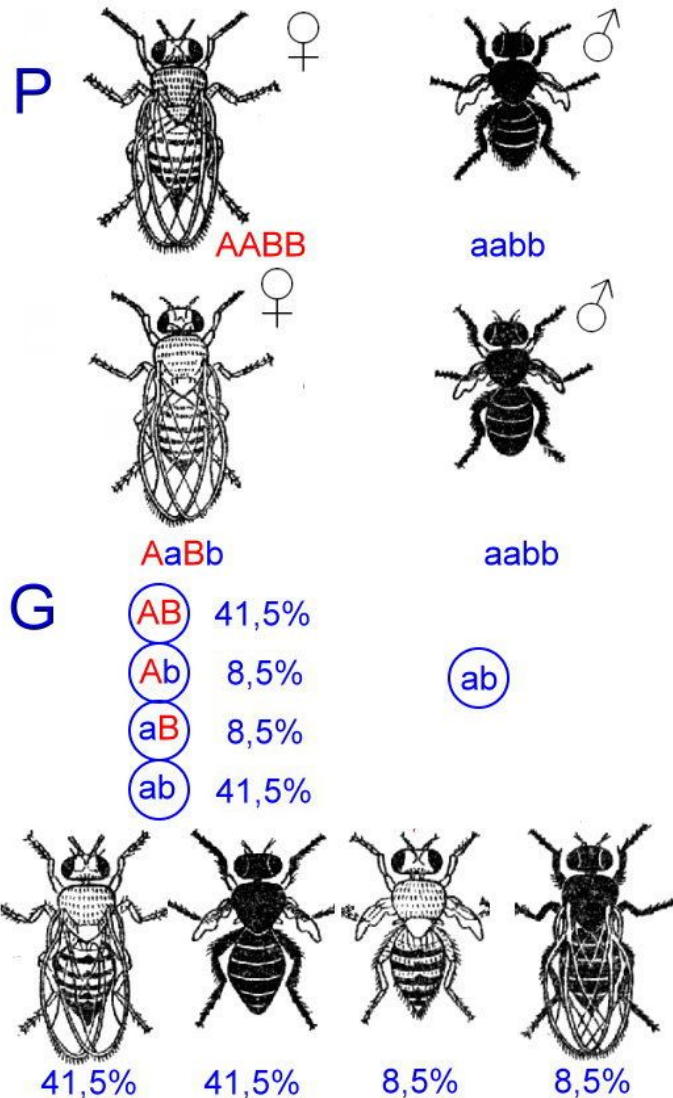 ♀ ♂
P
AABB aabb
♀ ♂
AaBb aabb
G
AB 41,5%
Ab 8,5% ab
aB 8,5%
ab 41,5%
41,5% 41,5% 8,5% 8,5%